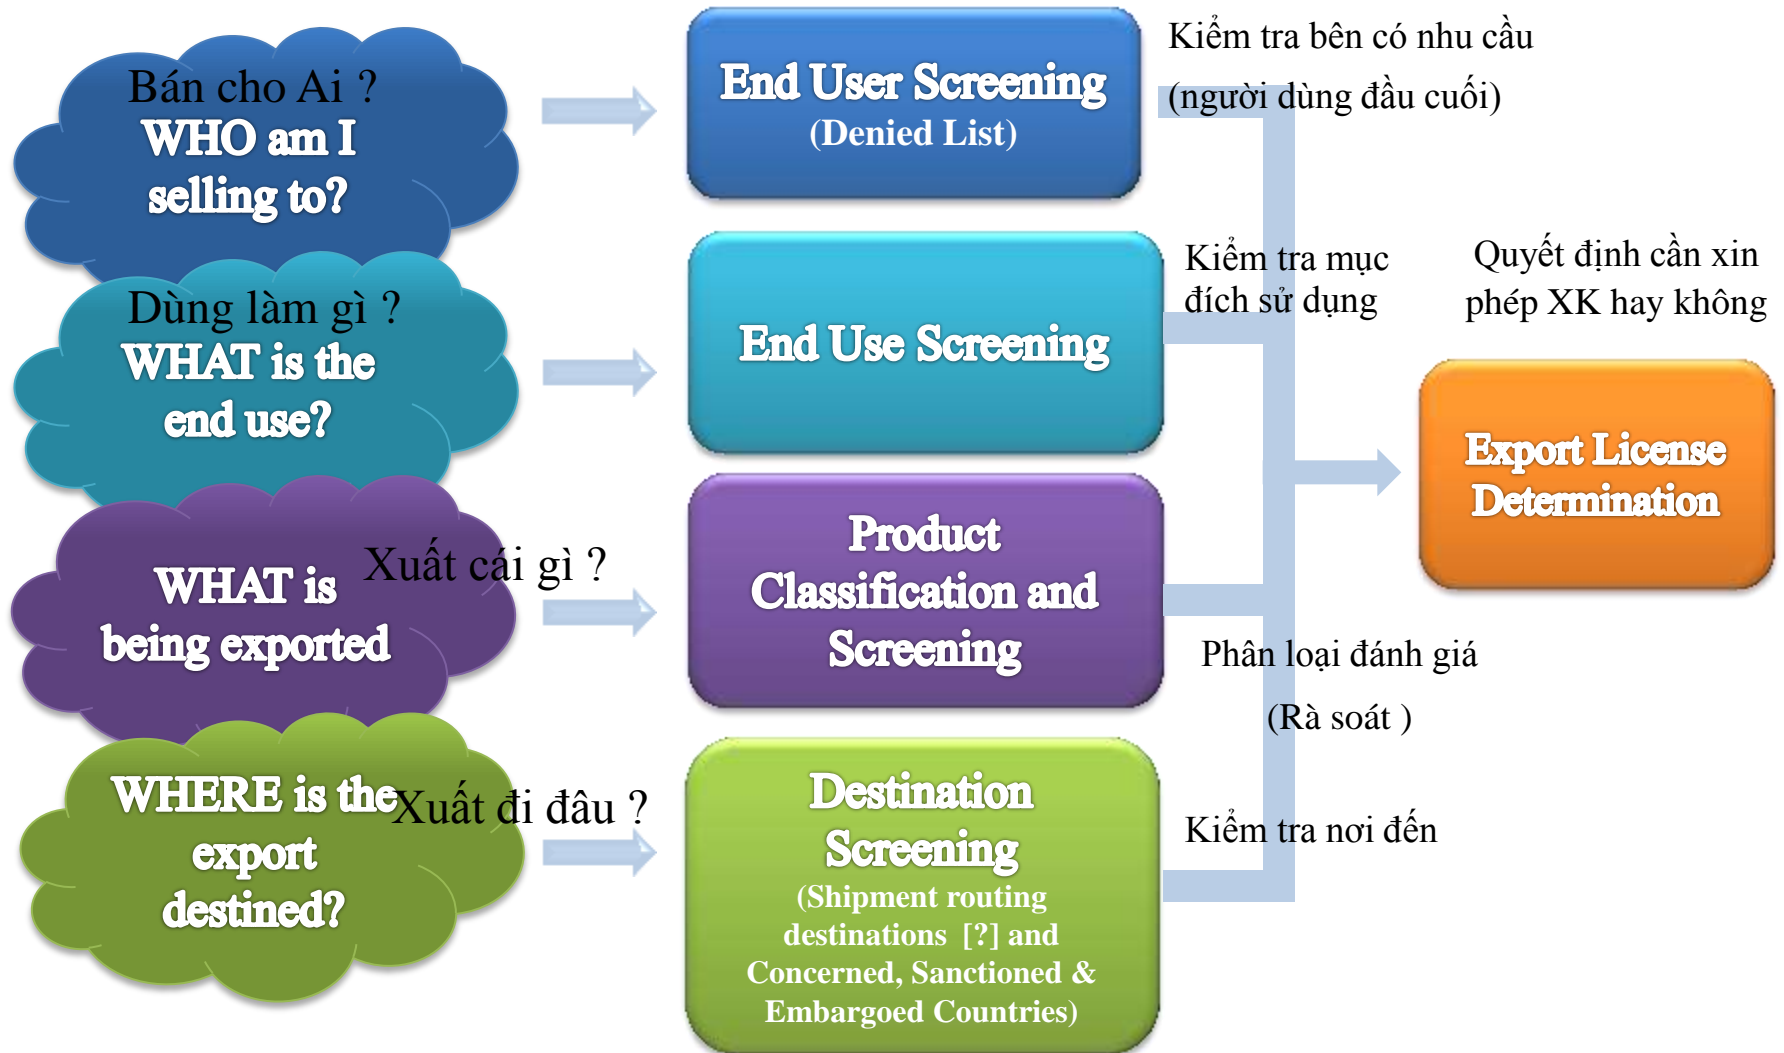 Bán cho Ai ?
WHO am I
selling to?
End User Screening
(Denied List)
Kiểm tra bên có nhu cầu
(người dùng đầu cuối)
Dùng làm gì ?
WHAT is the
end use?
End Use Screening
Kiểm tra mục
đích sử dụng
Quyết định cần xin
phép XK hay không
Export License
Determination
Xuất cái gì ?
WHAT is
being exported
Product
Classification and
Screening
Phân loại đánh giá
(Rà soát )
Xuất đi đâu ?
WHERE is the
export
destined?
Destination
Screening
(Shipment routing
destinations [?] and
Concerned, Sanctioned &
Embargoed Countries)
Kiểm tra nơi đến